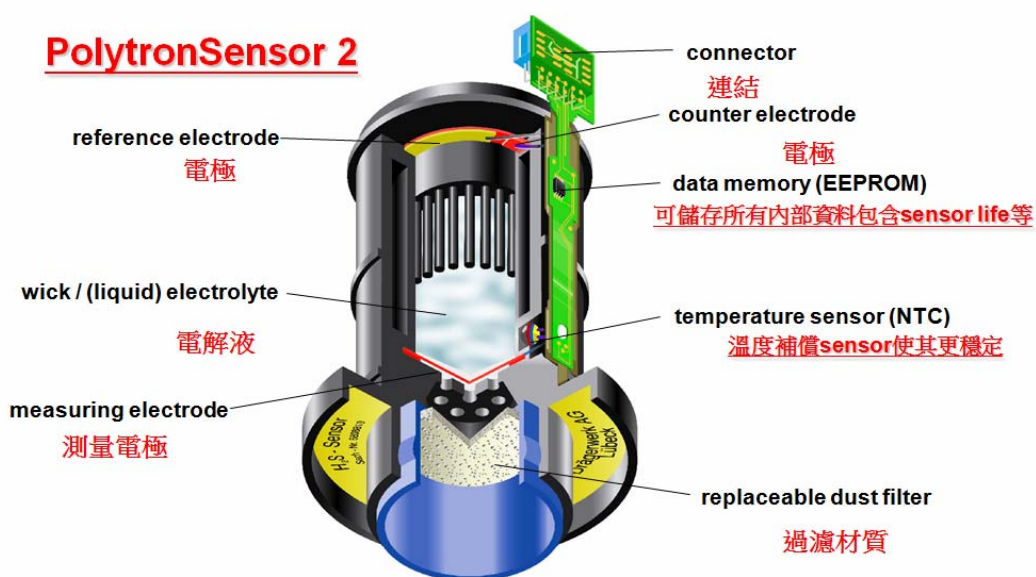 PolytronSensor 2
connector
連結
counter electrode
電極
reference electrode
電極
data memory (EEPROM)
可儲存所有內部資料包含sensor life等
wick / (liquid) electrolyte
電解液
temperature sensor (NTC)
溫度補償sensor使其更穩定
measuring electrode
測量電極
H₂S - Sensor
Drägerwerk AG
Lübeck
replaceable dust filter
過濾材質